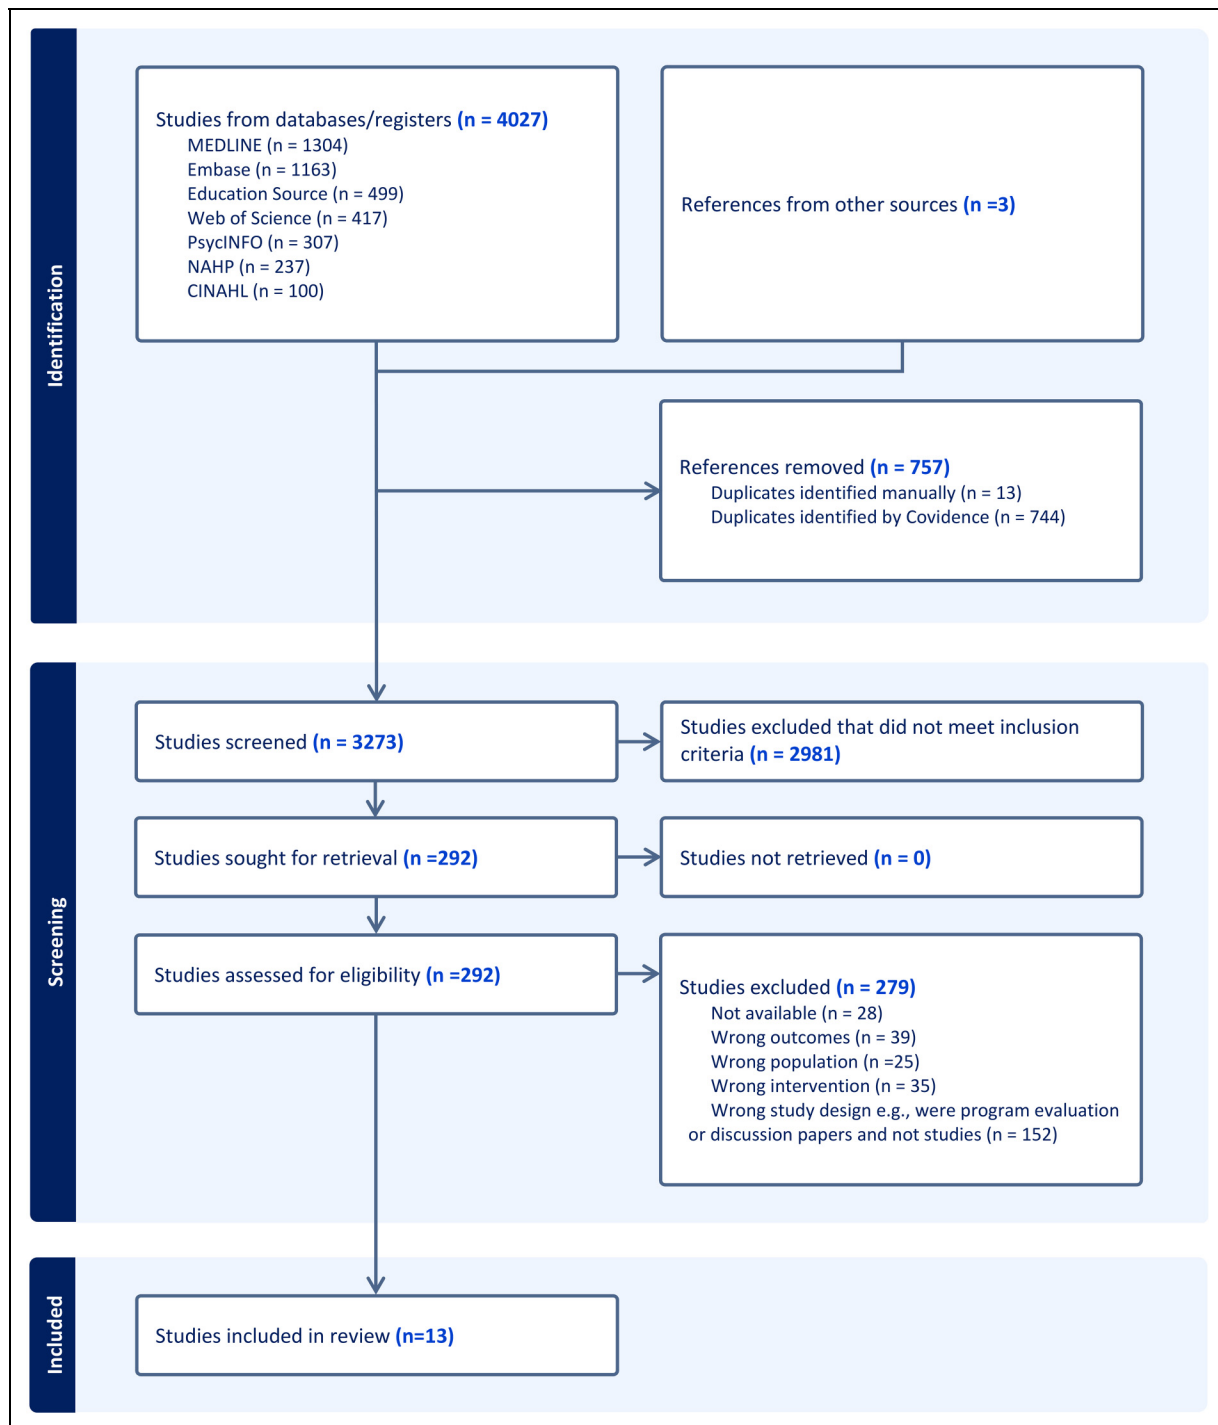 Identification
Studies from databases/registers (n = 4027)
MEDLINE (n = 1304)
Embase (n = 1163)
Education Source (n = 499)
Web of Science (n = 417)
PsycINFO (n = 307)
NAHP (n = 237)
CINAHL (n = 100)
References from other sources (n =3)
References removed (n = 757)
Duplicates identified manually (n = 13)
Duplicates identified by Covidence (n = 744)
Screening
Studies screened (n = 3273)
Studies excluded that did not meet inclusion
criteria (n = 2981)
Studies sought for retrieval (n =292)
Studies not retrieved (n = 0)
Studies assessed for eligibility (n =292)
Studies excluded (n = 279)
Not available (n = 28)
Wrong outcomes (n = 39)
Wrong population (n =25)
Wrong intervention (n = 35)
Wrong study design e.g., were program evaluation
or discussion papers and not studies (n = 152)
Included
Studies included in review (n=13)